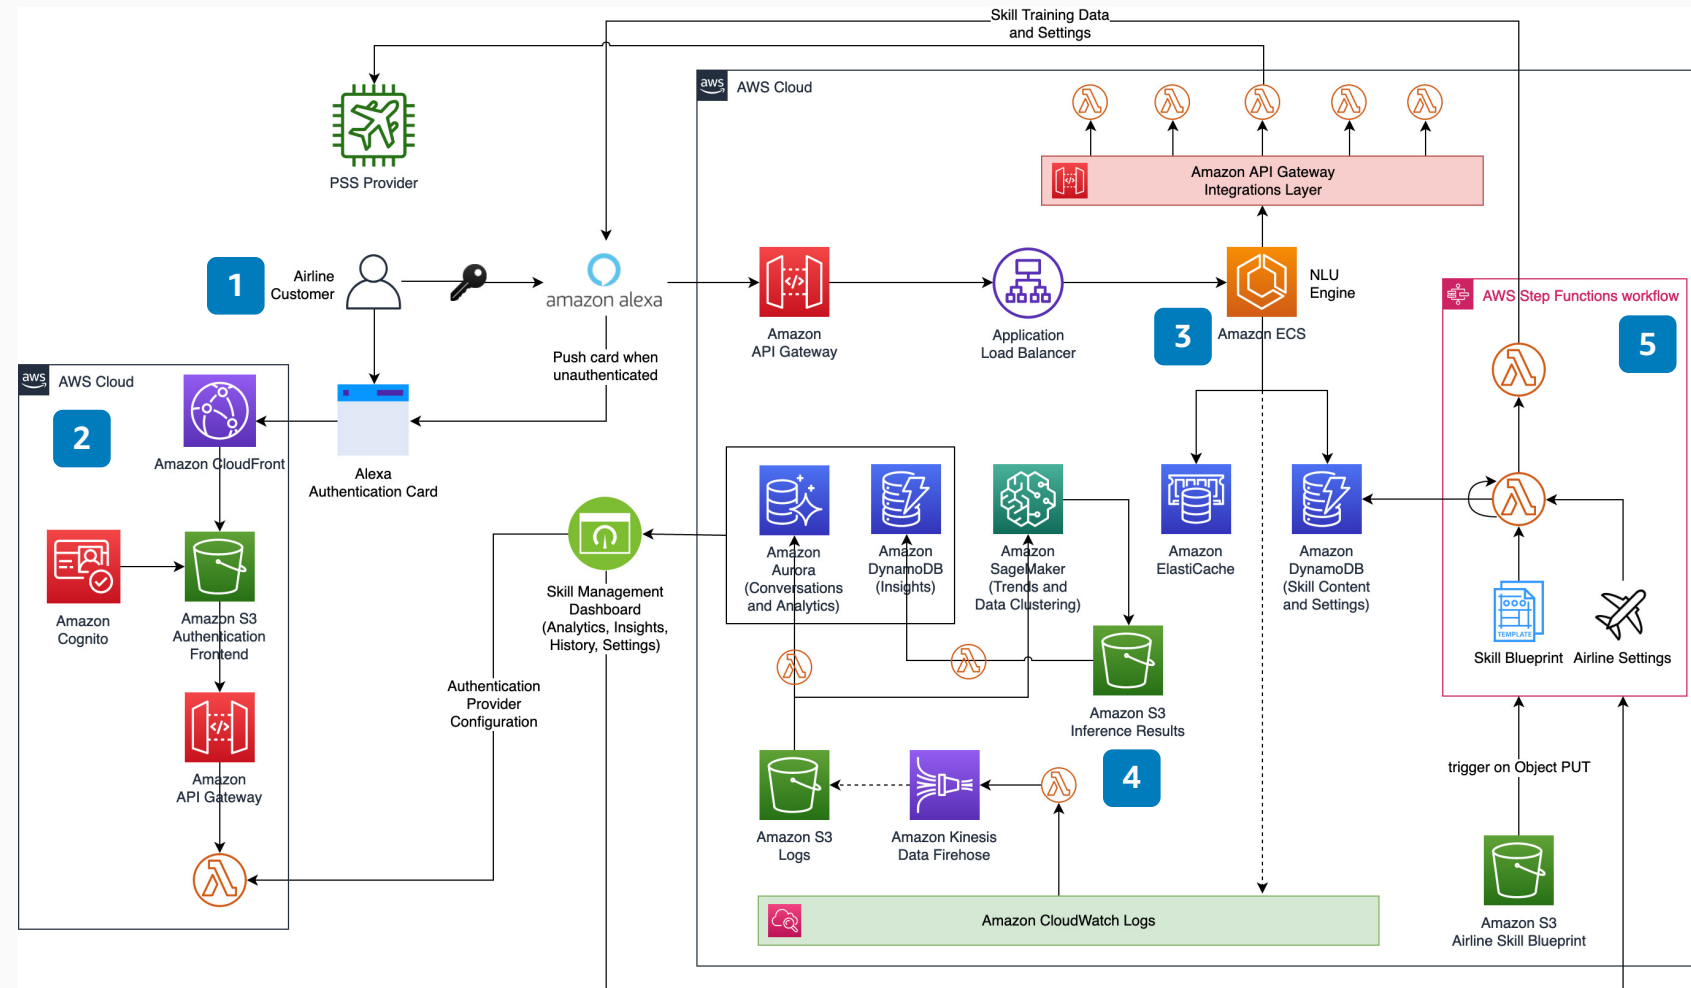 Skill Training Data
and Settings
aws
AWS Cloud
PSS Provider
Amazon API Gateway
Integrations Layer
1
Airline
Customer
amazon alexa
Amazon
API Gateway
Application
Load Balancer
NLU
Engine
3
Amazon ECS
AWS Step Functions workflow
5
Push card when
unauthenticated
aws
AWS Cloud
2
Amazon CloudFront
Alexa
Authentication Card
Amazon
Cognito
Amazon S3
Authentication
Frontend
Amazon
API Gateway
Skill Management
Dashboard
(Analytics, Insights,
History, Settings)
Authentication
Provider
Configuration
Amazon
Aurora
(Conversations
and Analytics)
Amazon
DynamoDB
(Insights)
Amazon
SageMaker
(Trends and
Data Clustering)
Amazon
ElastiCache
Amazon
DynamoDB
(Skill Content
and Settings)
TEMPLATE
Skill Blueprint
Airline Settings
Amazon S3
Inference Results
4
Amazon S3
Logs
Amazon Kinesis
Data Firehose
trigger on Object PUT
Amazon CloudWatch Logs
Amazon S3
Airline Skill Blueprint